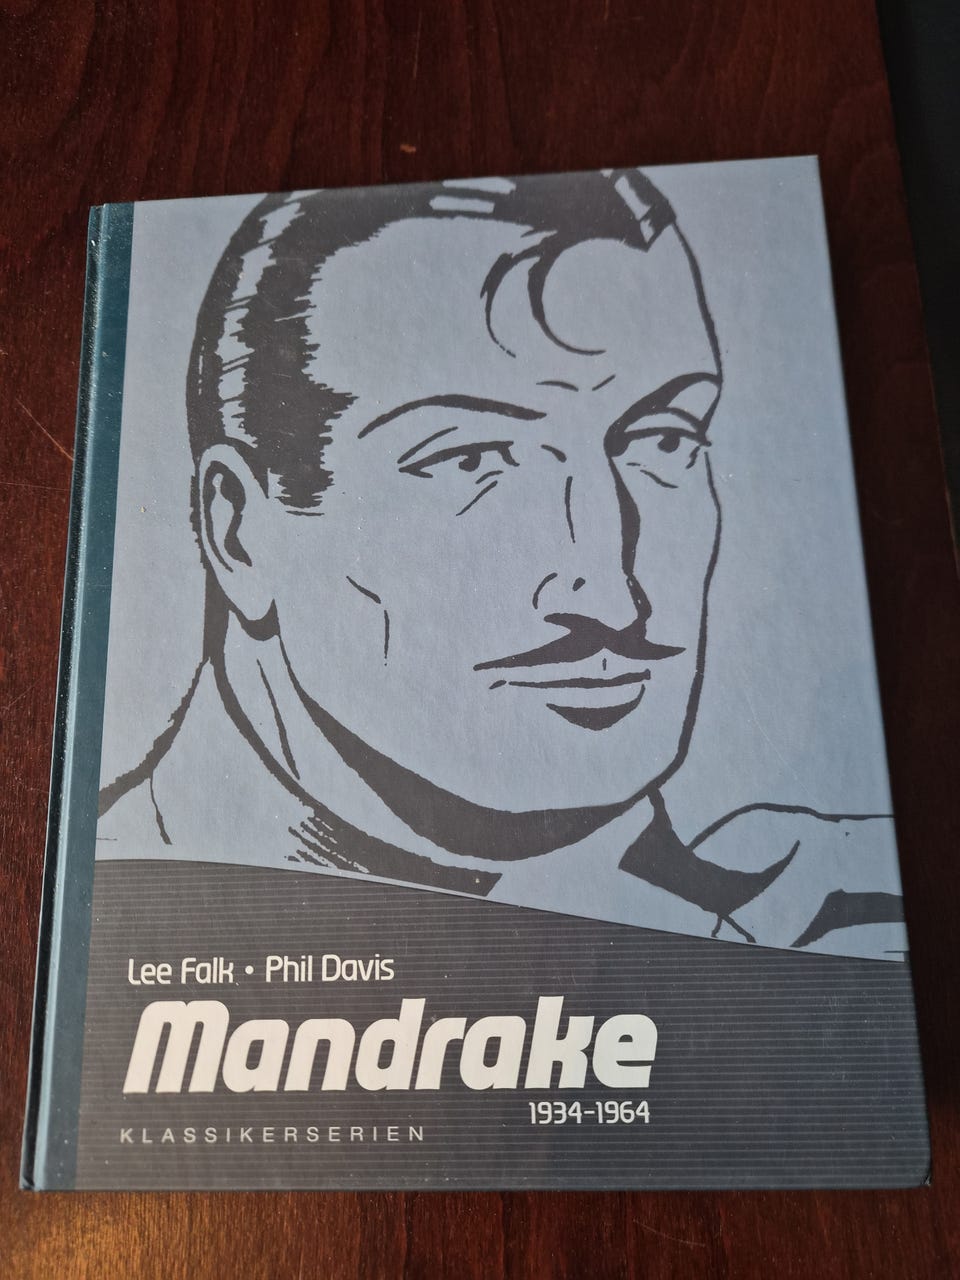 Lee Falk • Phil Davis
Mandrake
1934-1964
KLASSIKERSERIEN